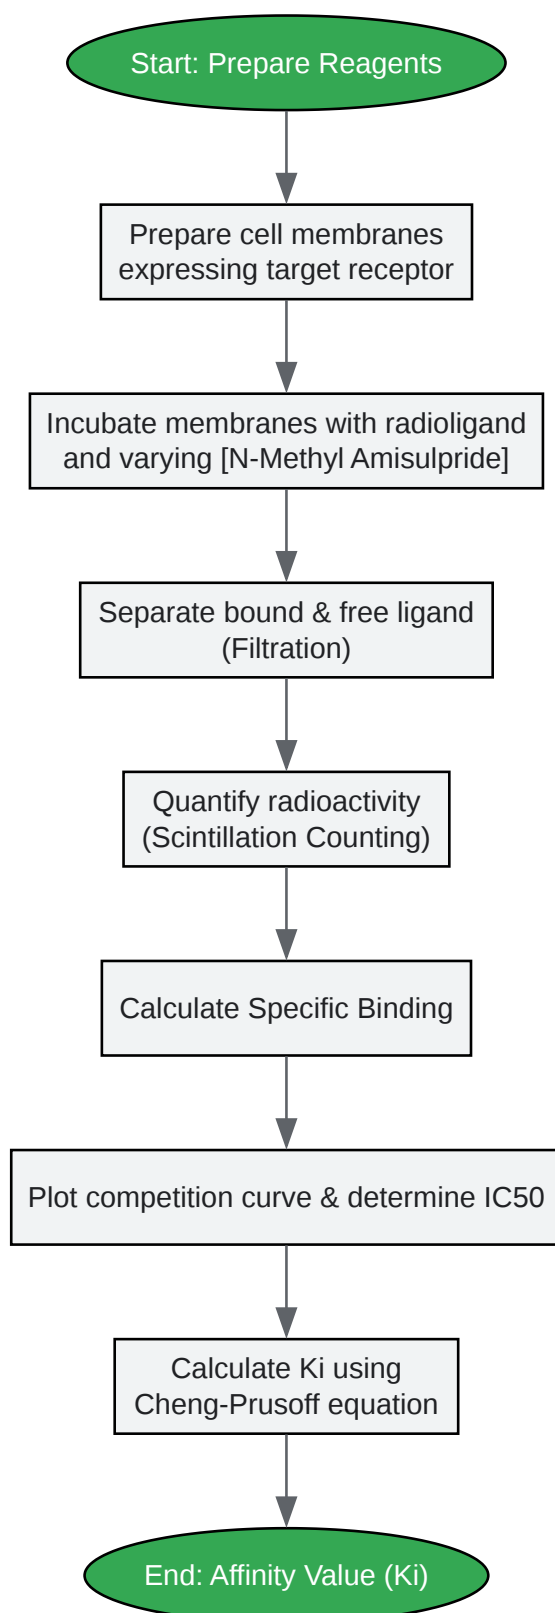 Start: Prepare Reagents
Prepare cell membranes
expressing target receptor
Incubate membranes with radioligand
and varying [N-Methyl Amisulpride]
Separate bound & free ligand
(Filtration)
Quantify radioactivity
(Scintillation Counting)
Calculate Specific Binding
Plot competition curve & determine IC50
Calculate Ki using
Cheng-Prusoff equation
End: Affinity Value (Ki)